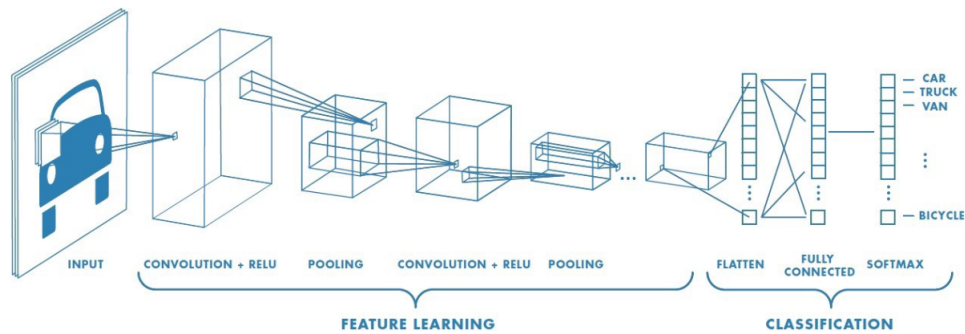 CAR
TRUCK
VAN
BICYCLE
INPUT
CONVOLUTION + RELU
POOLING
CONVOLUTION + RELU
POOLING
FLATTEN
FULLY
CONNECTED
SOFTMAX
FEATURE LEARNING
CLASSIFICATION